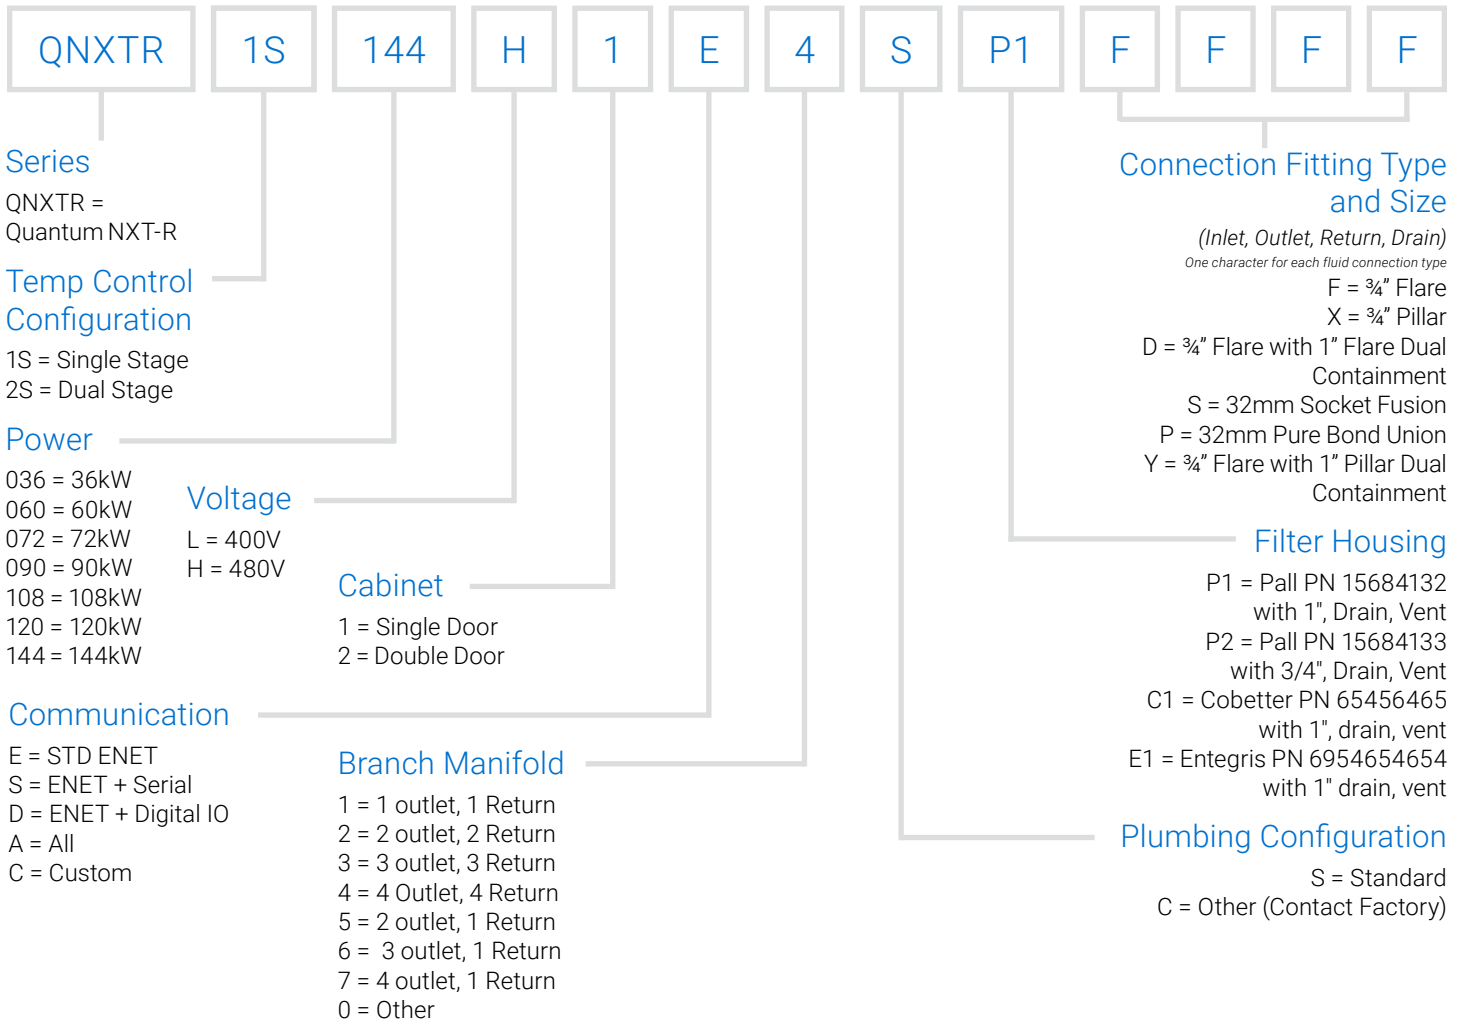 QNXTR 1S 144 H 1 E 4 S P1 F F F F
Series
QNXTR =
Quantum NXT-R
Temp Control
Configuration
1S = Single Stage
2S = Dual Stage
Power
036 = 36kW
060 = 60kW
072 = 72kW
090 = 90kW
108 = 108kW
120 = 120kW
144 = 144kW
Voltage
L = 400V
H = 480V
Cabinet
1 = Single Door
2 = Double Door
Communication
E = STD ENET
S = ENET + Serial
D = ENET + Digital IO
A = All
C = Custom
Branch Manifold
1 = 1 outlet, 1 Return
2 = 2 outlet, 2 Return
3 = 3 outlet, 3 Return
4 = 4 Outlet, 4 Return
5 = 2 outlet, 1 Return
6 = 3 outlet, 1 Return
7 = 4 outlet, 1 Return
0 = Other
Connection Fitting Type
and Size
(Inlet, Outlet, Return, Drain)
One character for each fluid connection type
F = ¾” Flare
X = ¾” Pillar
D = ¾” Flare with 1” Flare Dual
Containment
S = 32mm Socket Fusion
P = 32mm Pure Bond Union
Y = ¾” Flare with 1” Pillar Dual
Containment
Filter Housing
P1 = Pall PN 15684132
with 1", Drain, Vent
P2 = Pall PN 15684133
with 3/4", Drain, Vent
C1 = Cobetter PN 65456465
with 1", drain, vent
E1 = Entegris PN 6954654654
with 1" drain, vent
Plumbing Configuration
S = Standard
C = Other (Contact Factory)